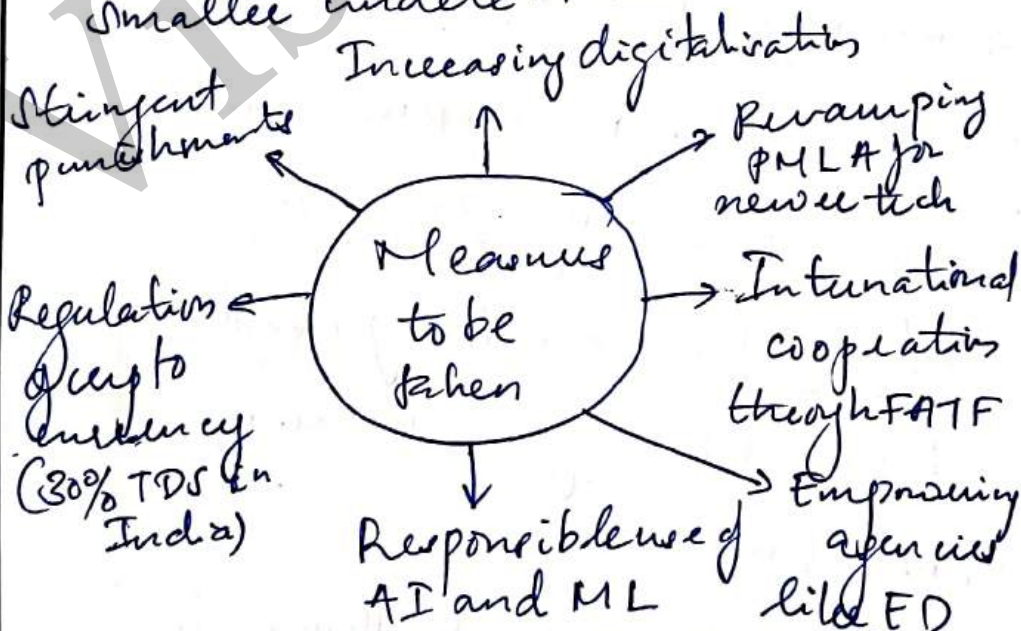 Smaller
Increasing digitalisation
Stringent
punishments
Revamping
PMLA for
newer tech
Measures
to be
taken
Regulation
of crypto
currency
(30% TDS in
India)
International
cooperation
through FATF
Responsible use of
AI and ML
Empowering
agencies
like ED